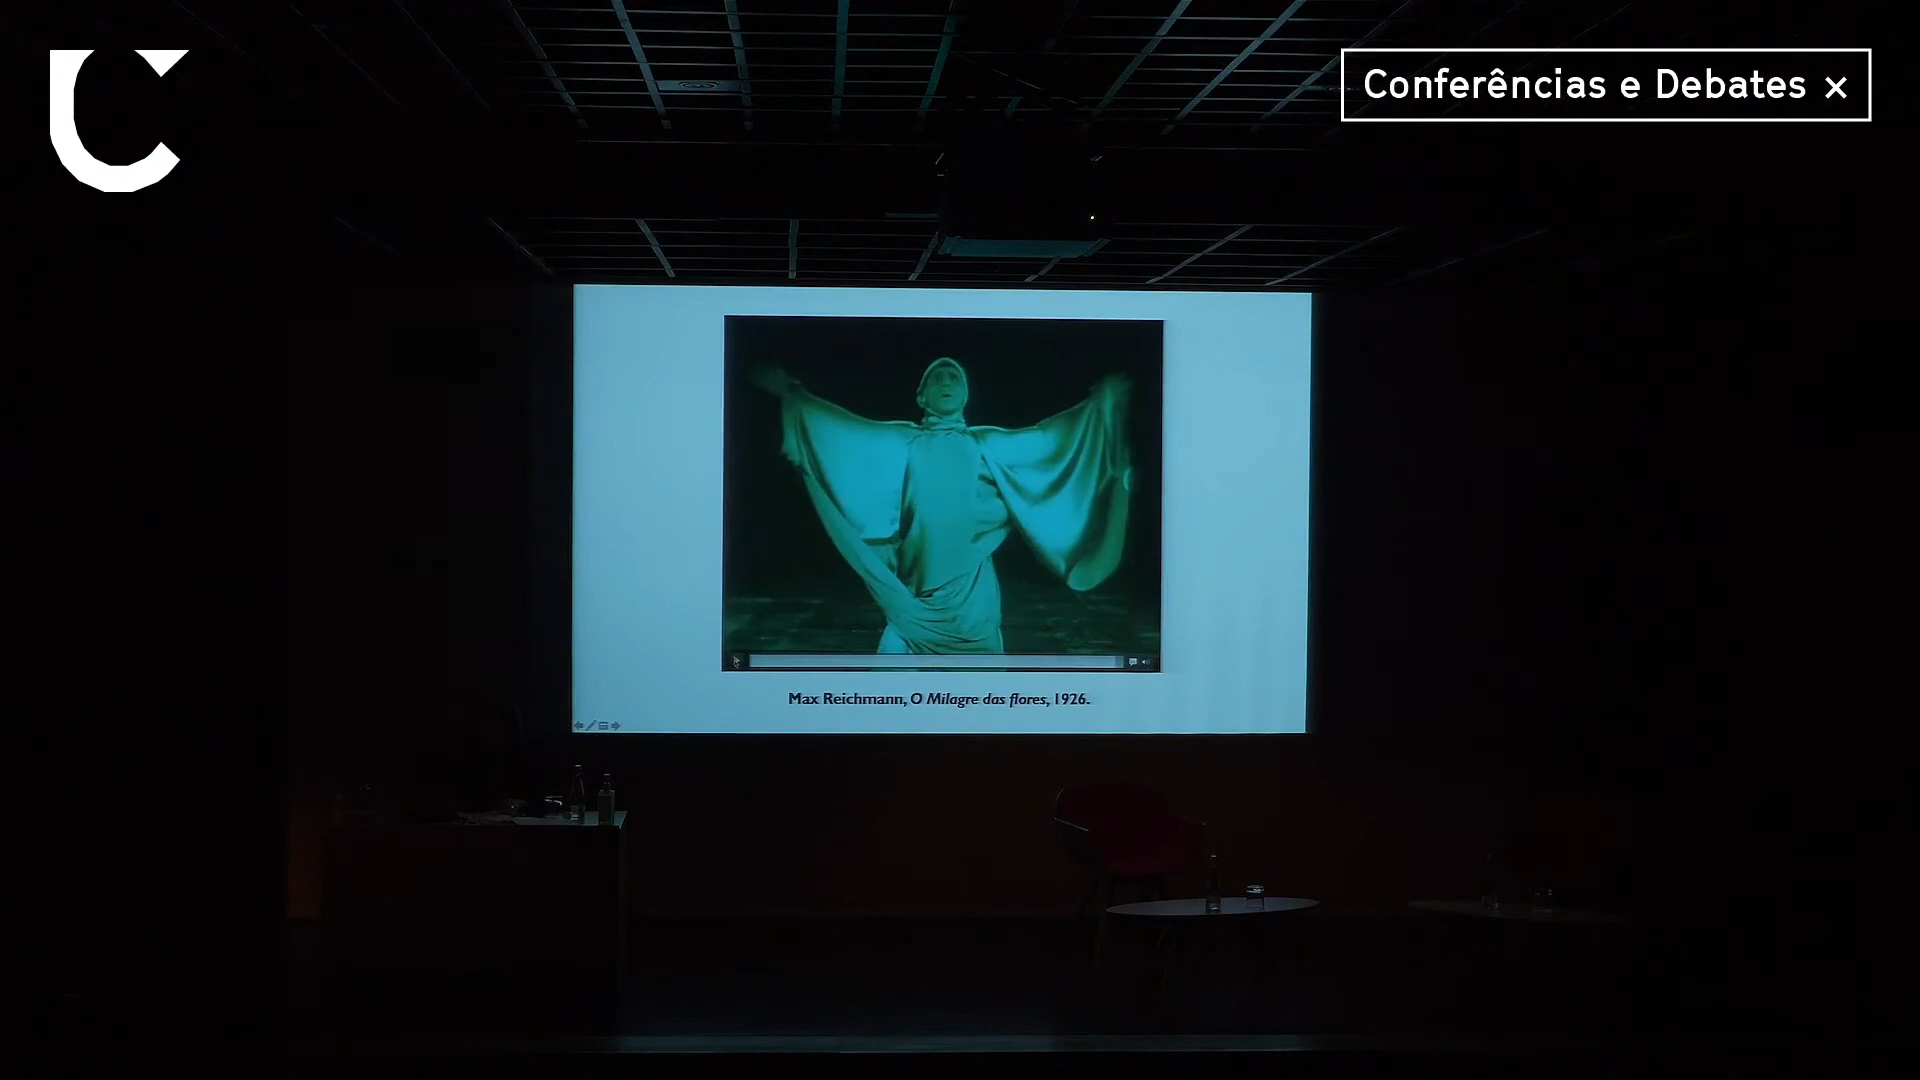 Conferências e Debates ×
Max Reichmann, O Milagre das flores, 1926.